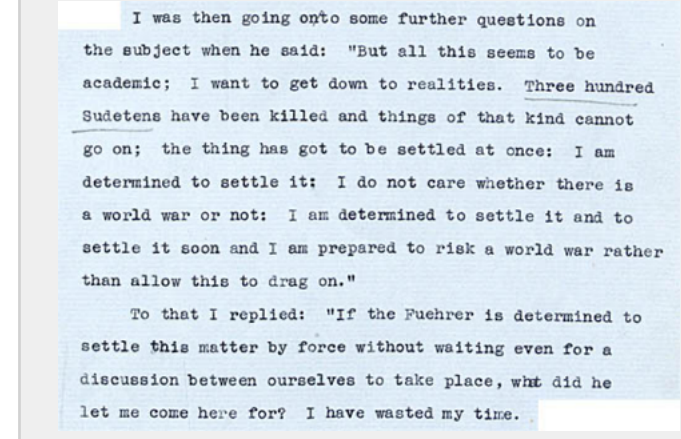 I was then going onto some further questions on
the subject when he said: "But all this seems to be
academic; I want to get down to realities. Three hundred
Sudetens have been killed and things of that kind cannot
go on; the thing has got to be settled at once: I am
determined to settle it: I do not care whether there is
a world war or not: I am determined to settle it and to
settle it soon and I am prepared to risk a world war rather
than allow this to drag on."
To that I replied: "If the Fuehrer is determined to
settle this matter by force without waiting even for a
discussion between ourselves to take place, what did he
let me come here for? I have wasted my time.